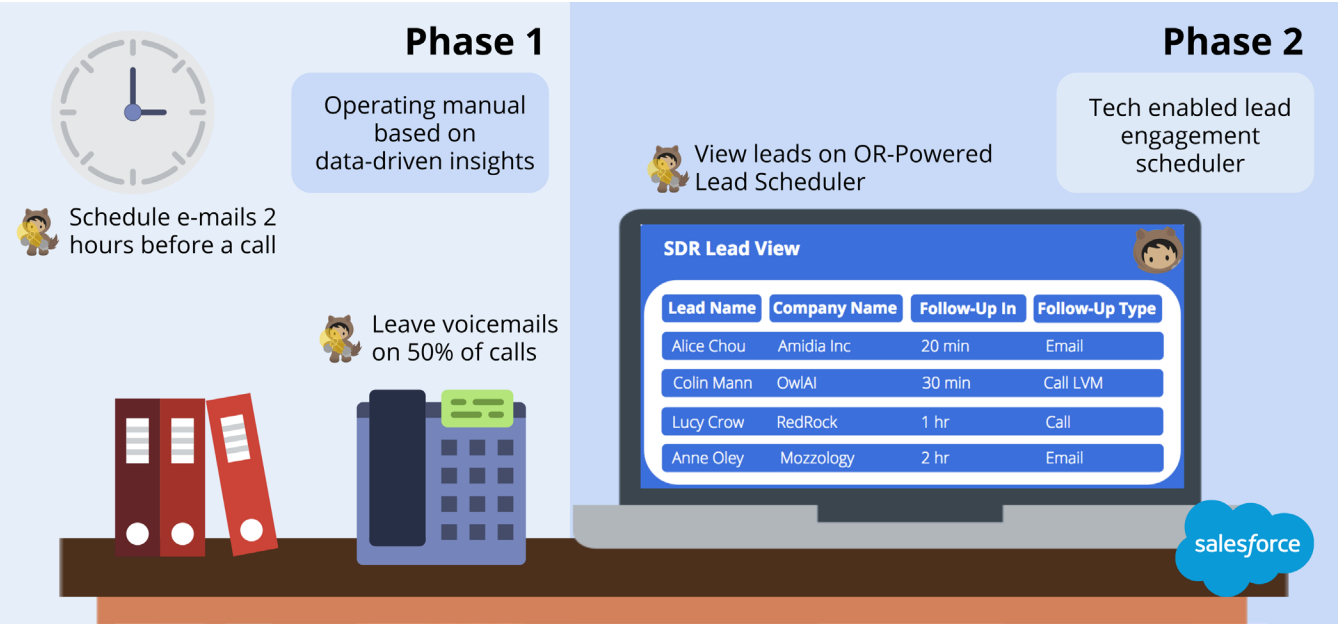 Phase 1
Operating manual
based on
data-driven insights
Schedule e-mails 2
hours before a call
Leave voicemails
on 50% of calls
Phase 2
Tech enabled lead
engagement
scheduler
View leads on OR-Powered
Lead Scheduler
SDR Lead View
Lead Name Company Name Follow-Up In Follow-Up Type
Alice Chou Amidia Inc 20 min Email
Colin Mann OwlAI 30 min Call LVM
Lucy Crow RedRock 1 hr Call
Anne Oley Mozzology 2 hr Email
salesforce